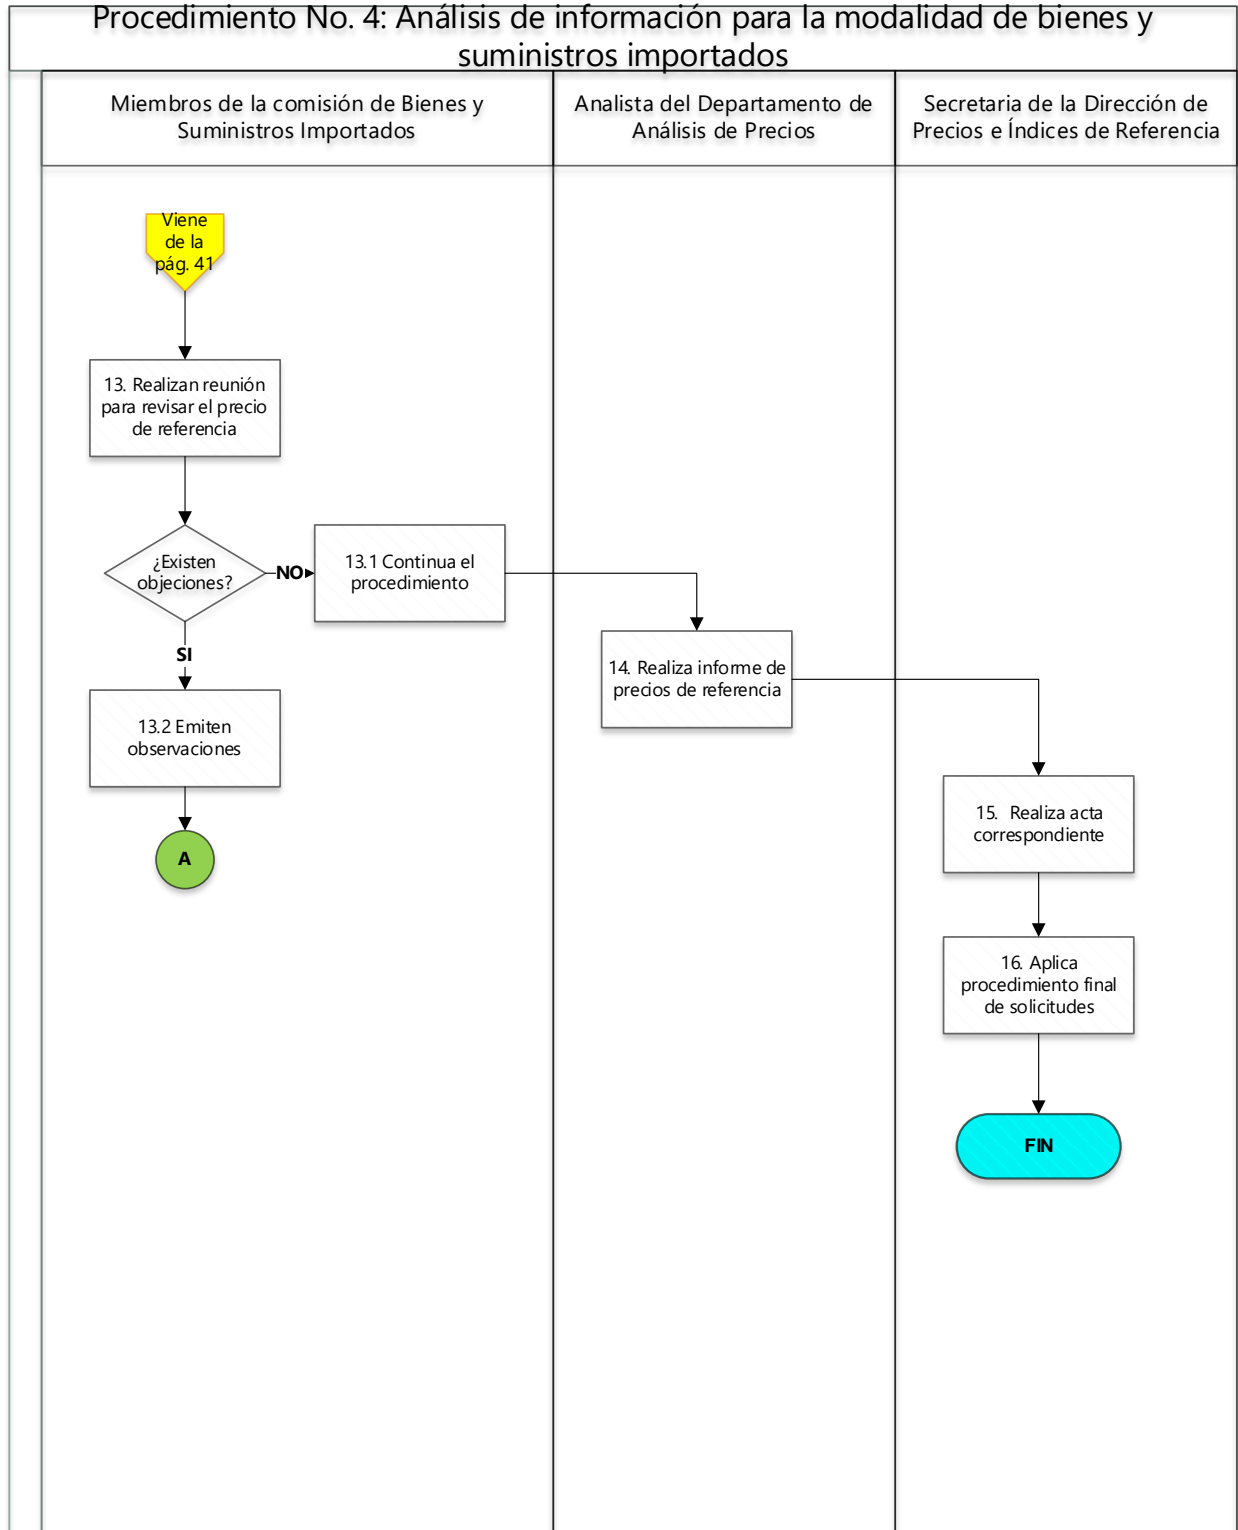 Procedimiento No. 4: Análisis de información para la modalidad de bienes y
suministros importados
Miembros de la comisión de Bienes y
Suministros Importados
Analista del Departamento de
Análisis de Precios
Secretaria de la Dirección de
Precios e Índices de Referencia
Viene
de la
pág. 41
13. Realizan reunión
para revisar el precio
de referencia
¿Existen
objeciones?
NO
13.1 Continua el
procedimiento
SI
14. Realiza informe de
precios de referencia
13.2 Emiten
observaciones
A
15.  Realiza acta
correspondiente
16. Aplica
procedimiento final
de solicitudes
FIN